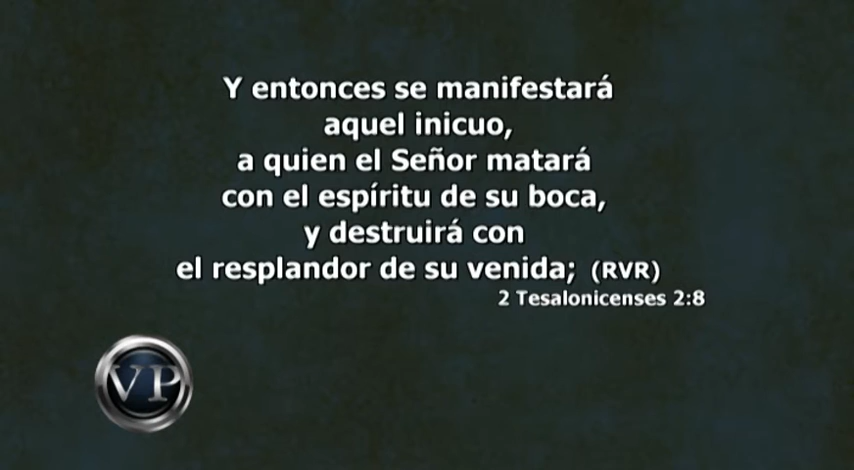 Y entonces se manifestará
aquel inicuo,
a quien el Señor matará
con el espíritu de su boca,
y destruirá con
el resplandor de su venida; (RVR)
2 Tesalonicenses 2:8
VP